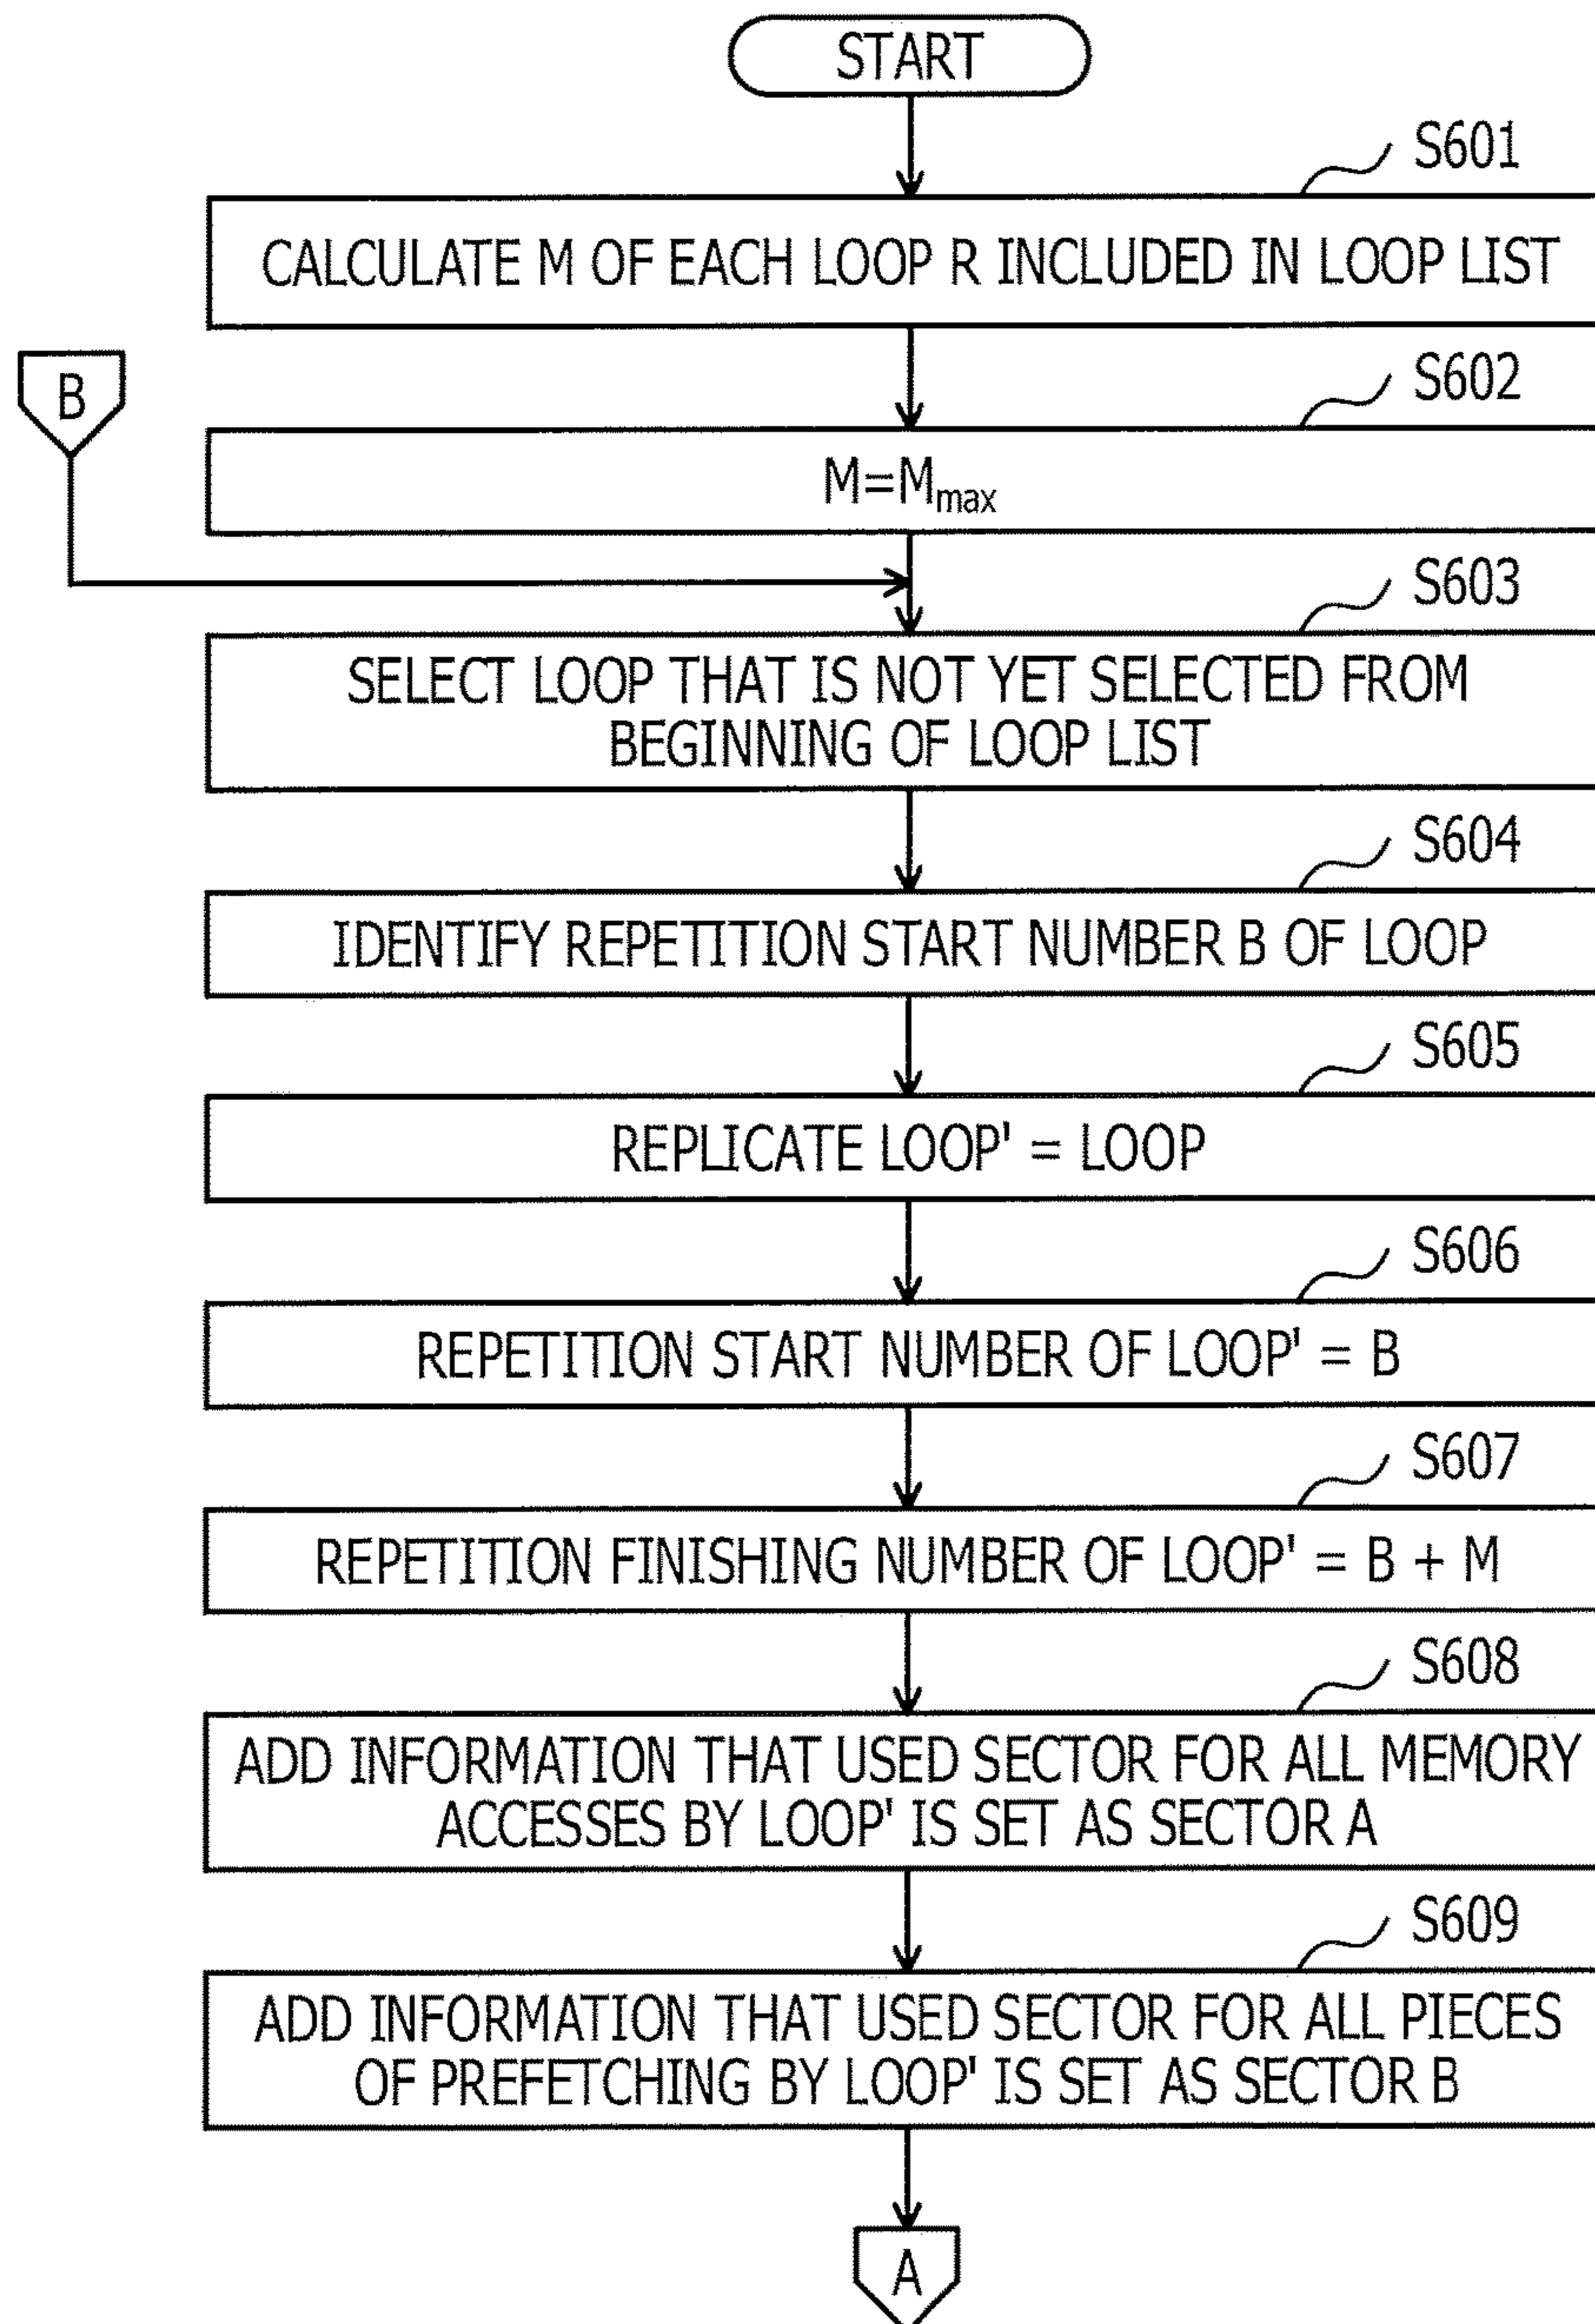 START
S601
CALCULATE M OF EACH LOOP R INCLUDED IN LOOP LIST
B
S602
M=Mmax
S603
SELECT LOOP THAT IS NOT YET SELECTED FROM
BEGINNING OF LOOP LIST
S604
IDENTIFY REPETITION START NUMBER B OF LOOP
S605
REPLICATE LOOP' = LOOP
S606
REPETITION START NUMBER OF LOOP' = B
S607
REPETITION FINISHING NUMBER OF LOOP' = B + M
S608
ADD INFORMATION THAT USED SECTOR FOR ALL MEMORY
ACCESSES BY LOOP' IS SET AS SECTOR A
S609
ADD INFORMATION THAT USED SECTOR FOR ALL PIECES
OF PREFETCHING BY LOOP' IS SET AS SECTOR B
A